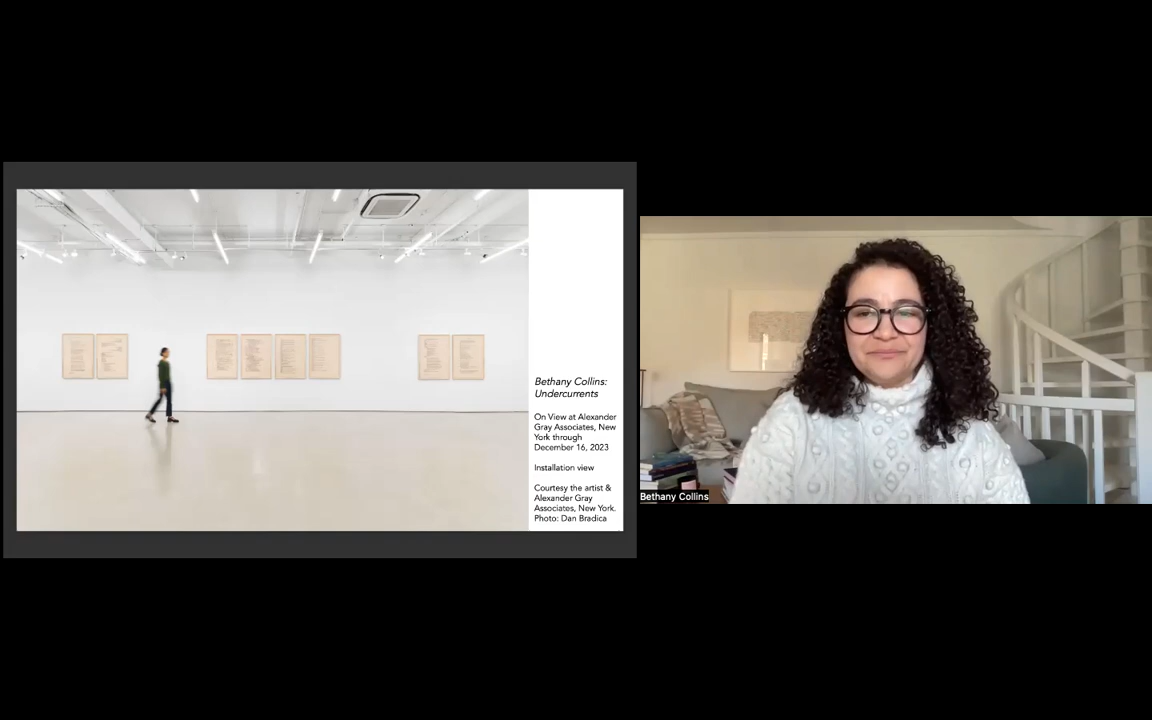 Bethany Collins:
Undercurrents
On View at Alexander
Gray Associates, New
York through
December 16, 2023
Installation view
Courtesy the artist &
Alexander Gray
Associates, New York.
Photo: Dan Bradica
Bethany Collins